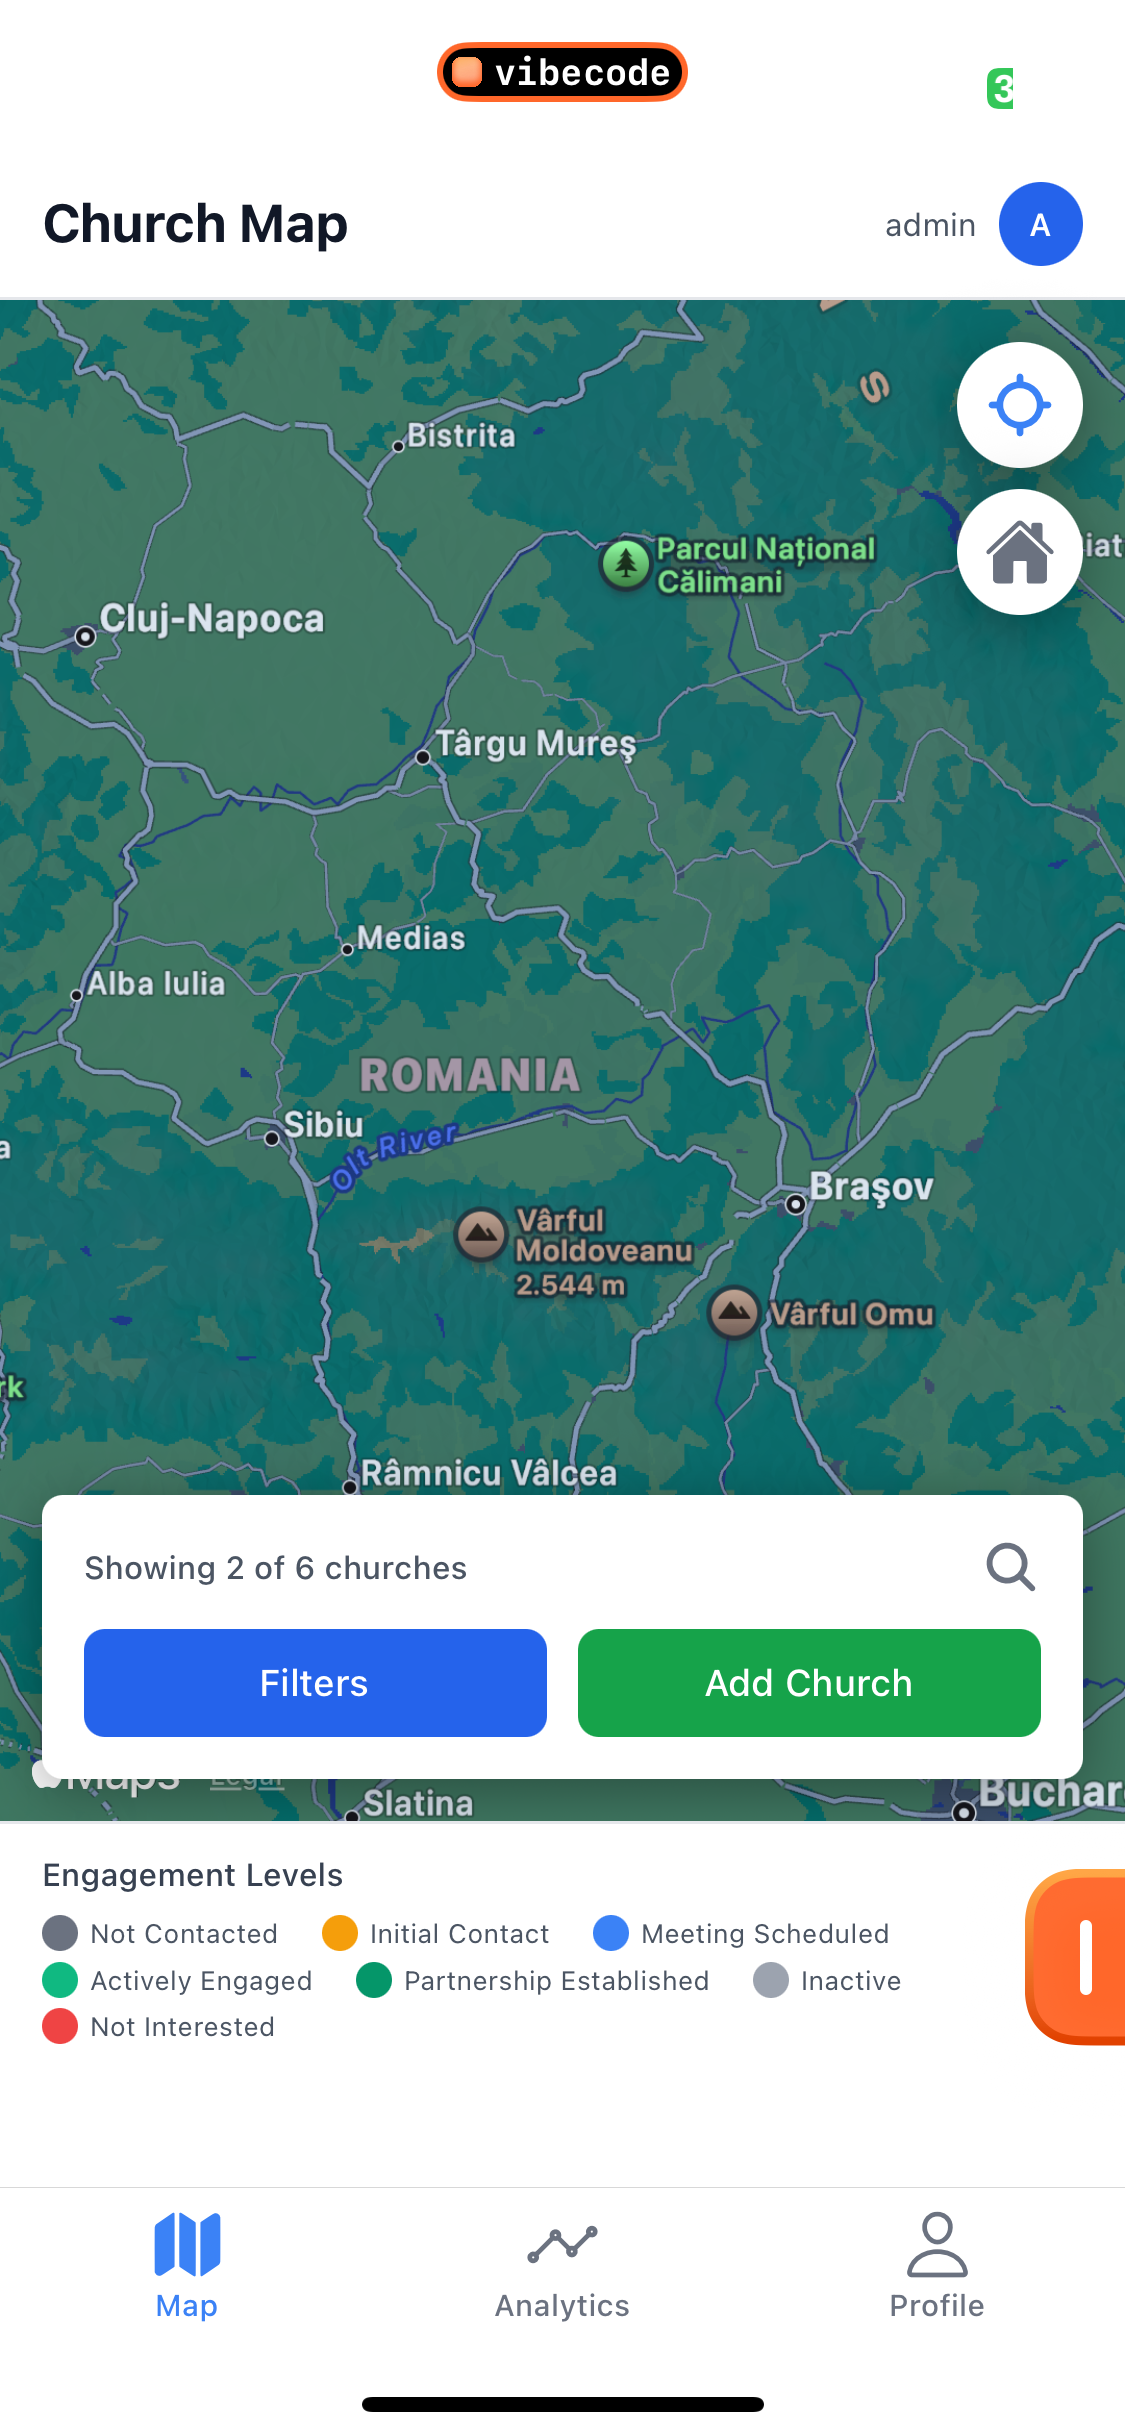 vibecode
3
Church Map
admin
A
S
Bistrita
Parcul Național
Călimani
iat
Cluj-Napoca
Târgu Mureş
Medias
Alba Iulia
ROMANIA
Sibiu
a
Olt River
Braşov
Vârful
Moldoveanu
2.544 m
Vârful Omu
rk
Râmnicu Vâlcea
Showing 2 of 6 churches
Filters
Add Church
Maps
Legal
Slatina
Buchar
Engagement Levels
Not Contacted
Initial Contact
Meeting Scheduled
Actively Engaged
Partnership Established
Inactive
Not Interested
Map
Analytics
Profile